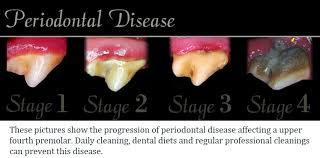 Periodontal Disease
Stage 1 Stage 2 Stage 3 Stage 4
These pictures show the progression of periodontal disease affecting a upper
fourth premolar. Daily cleaning, dental diets and regular professional cleanings
can prevent this disease.